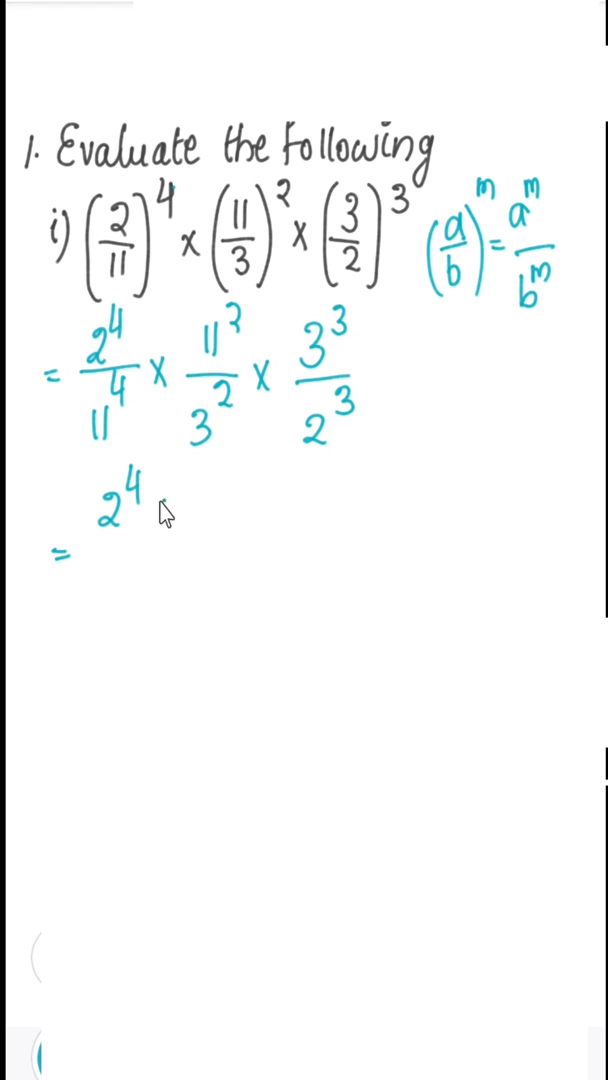 1. Evaluate the following
i) (2/11)^4 × (11/3)^2 × (3/2)^3 (a/b)^m = a^m/b^m
= 2^4/11^4 × 11^2/3^2 × 3^3/2^3
= 2^4